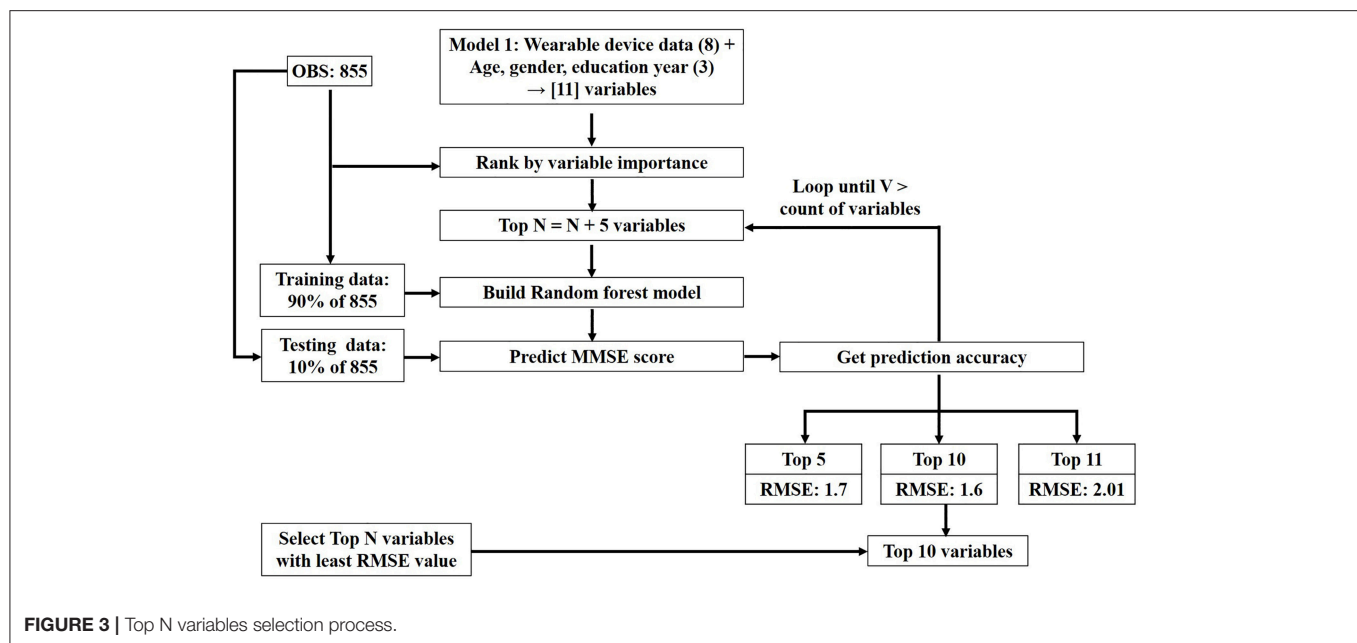 Model 1: Wearable device data (8) +
Age, gender, education year (3)
→ [11] variables
OBS: 855
Rank by variable importance
Loop until V >
count of variables
Top N = N + 5 variables
Training data:
90% of 855
Build Random forest model
Testing data:
10% of 855
Predict MMSE score
Get prediction accuracy
Top 5
RMSE: 1.7
Top 10
RMSE: 1.6
Top 11
RMSE: 2.01
Select Top N variables
with least RMSE value
Top 10 variables
FIGURE 3 | Top N variables selection process.